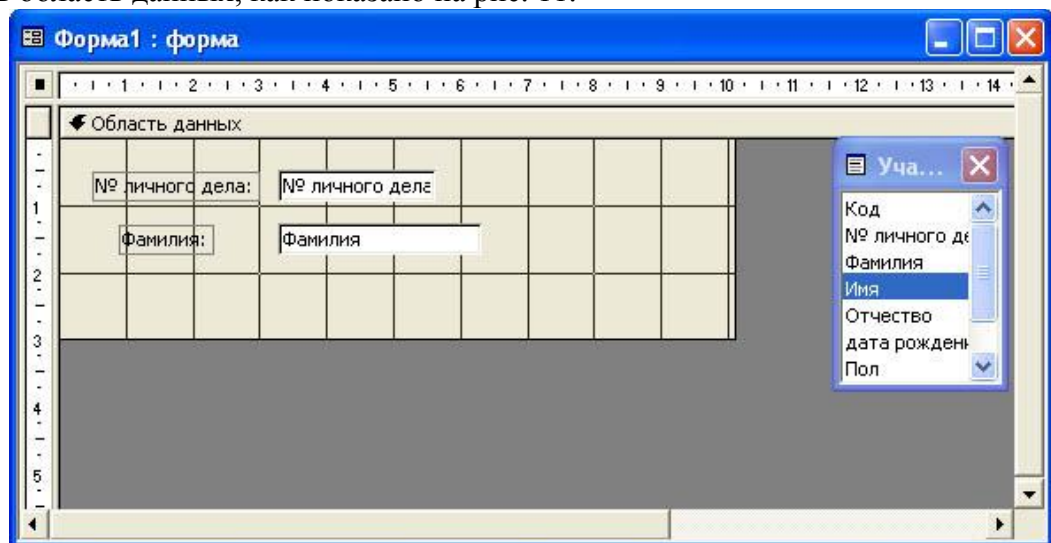 область данных, как показано на рис. 11.
Форма1 : форма
1 2 3 4 5 6 7 8 9 10 11 12 13 14
Область данных
№ личного дела: № личного дела
Фамилия: Фамилия
1
2
3
4
5
Уча...
Код
№ личного де
Фамилия
Имя
Отчество
дата рожден
Пол